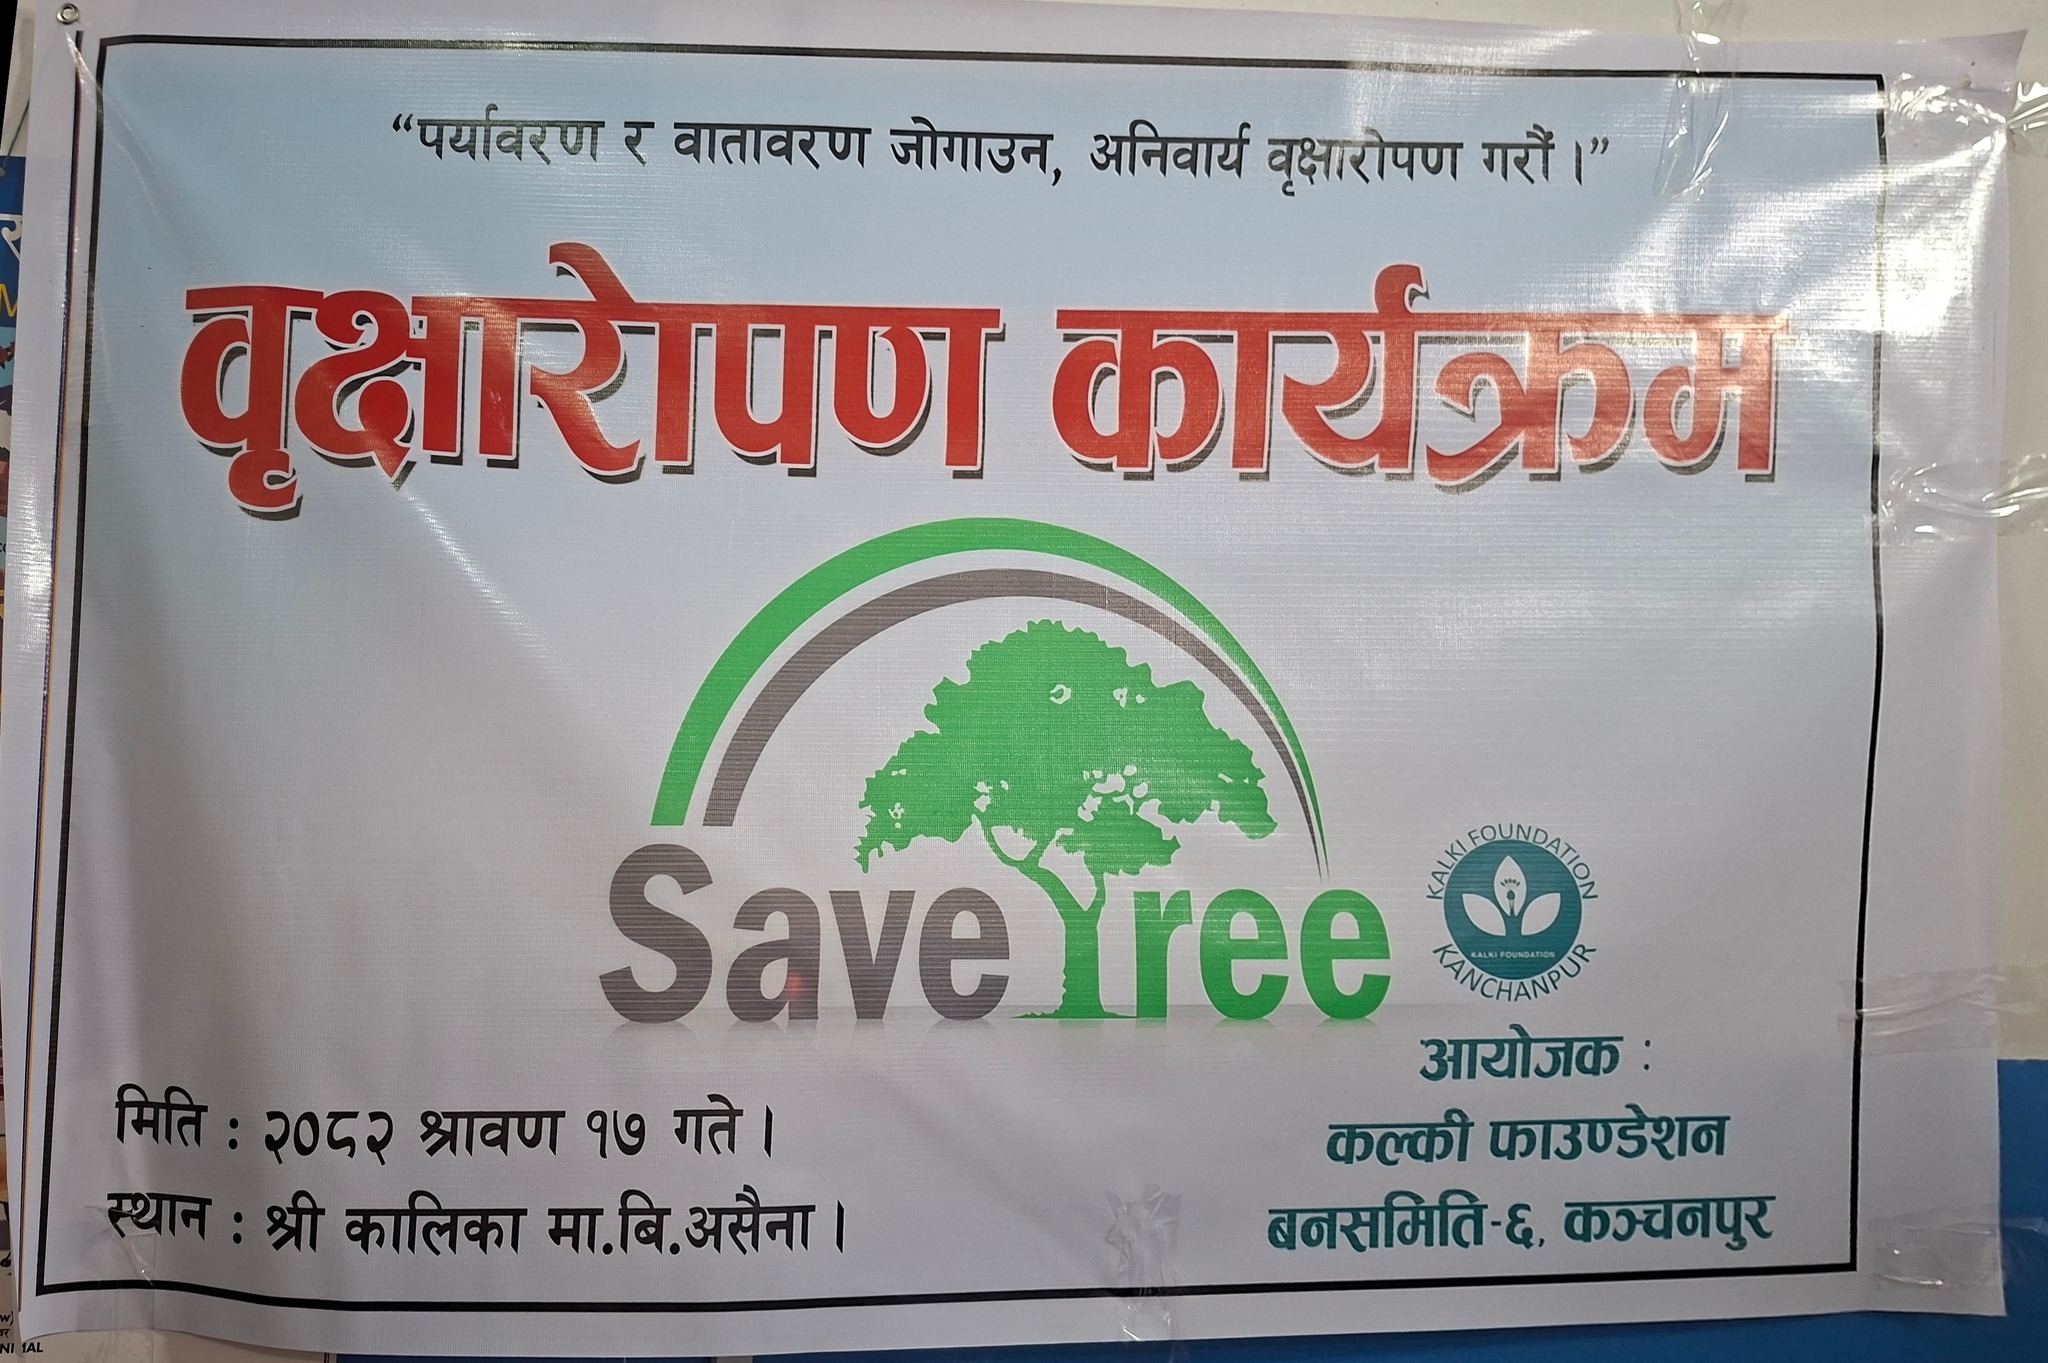 “पर्यावरण र वातावरण जोगाउन, अनिवार्य वृक्षारोपण गरौं।”
वृक्षारोपण कार्यक्रम
Save Tree
KALKI FOUNDATION
KALKI FOUNDATION
KANCHANPUR
मिति : २०८२ श्रावण १७ गते।
स्थान : श्री कालिका मा.बि.असैना।
आयोजक :
कल्की फाउण्डेशन
बनसमिति-६, कञ्चनपुर